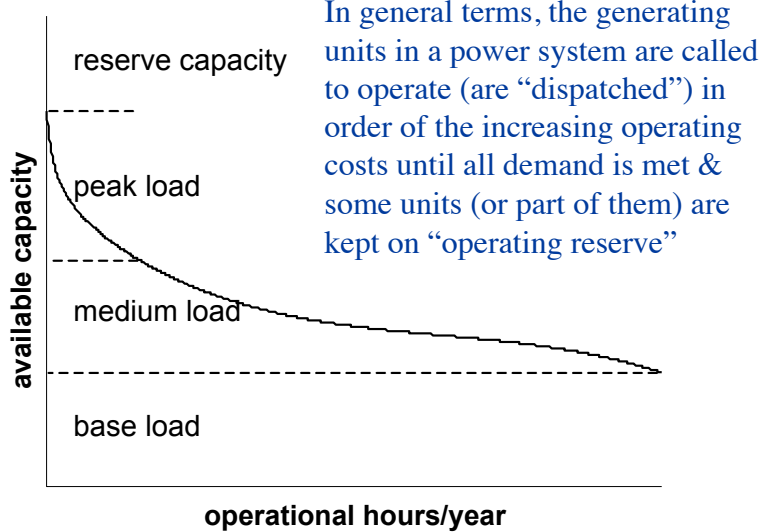 In general terms, the generating
units in a power system are called
to operate (are “dispatched”) in
order of the increasing operating
costs until all demand is met &
some units (or part of them) are
kept on “operating reserve”
reserve capacity
peak load
medium load
base load
available capacity
operational hours/year